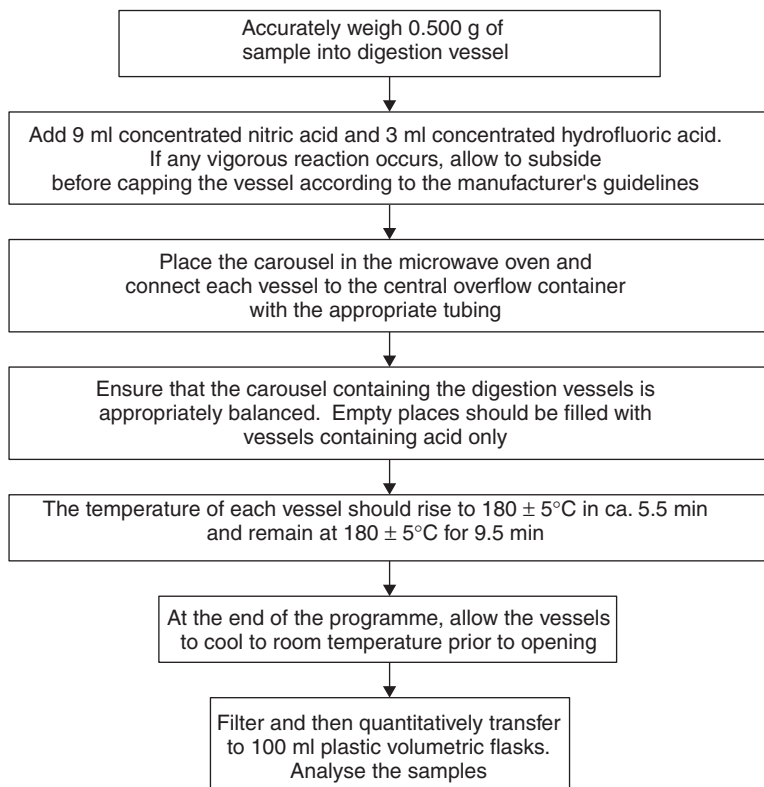 Accurately weigh 0.500 g of
sample into digestion vessel
Add 9 ml concentrated nitric acid and 3 ml concentrated hydrofluoric acid.
If any vigorous reaction occurs, allow to subside
before capping the vessel according to the manufacturer's guidelines
Place the carousel in the microwave oven and
connect each vessel to the central overflow container
with the appropriate tubing
Ensure that the carousel containing the digestion vessels is
appropriately balanced. Empty places should be filled with
vessels containing acid only
The temperature of each vessel should rise to 180 ± 5°C in ca. 5.5 min
and remain at 180 ± 5°C for 9.5 min
At the end of the programme, allow the vessels
to cool to room temperature prior to opening
Filter and then quantitatively transfer
to 100 ml plastic volumetric flasks.
Analyse the samples